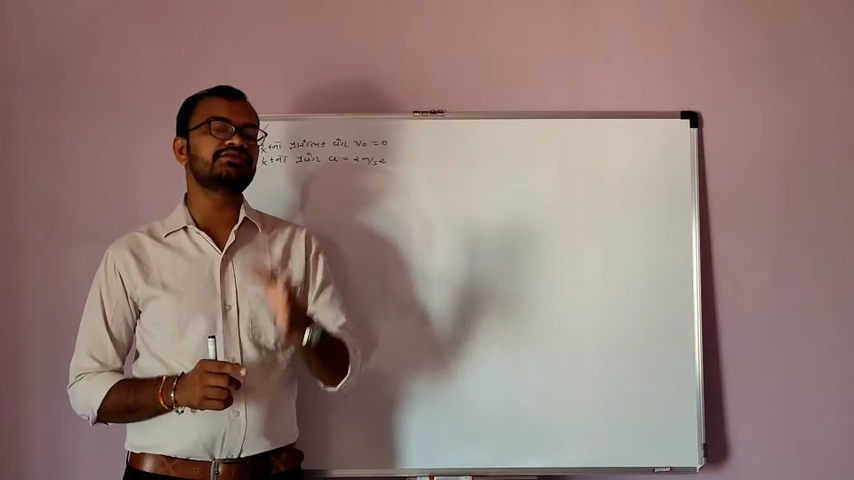 k+ના પ્રારંભિક વેગ v₀ = 0
k+ના પ્રવેગ a = 2m/s2